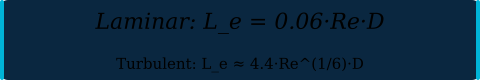 Laminar: L_e = 0.06·Re·D
Turbulent: L_e ≈ 4.4·Re^(1/6)·D